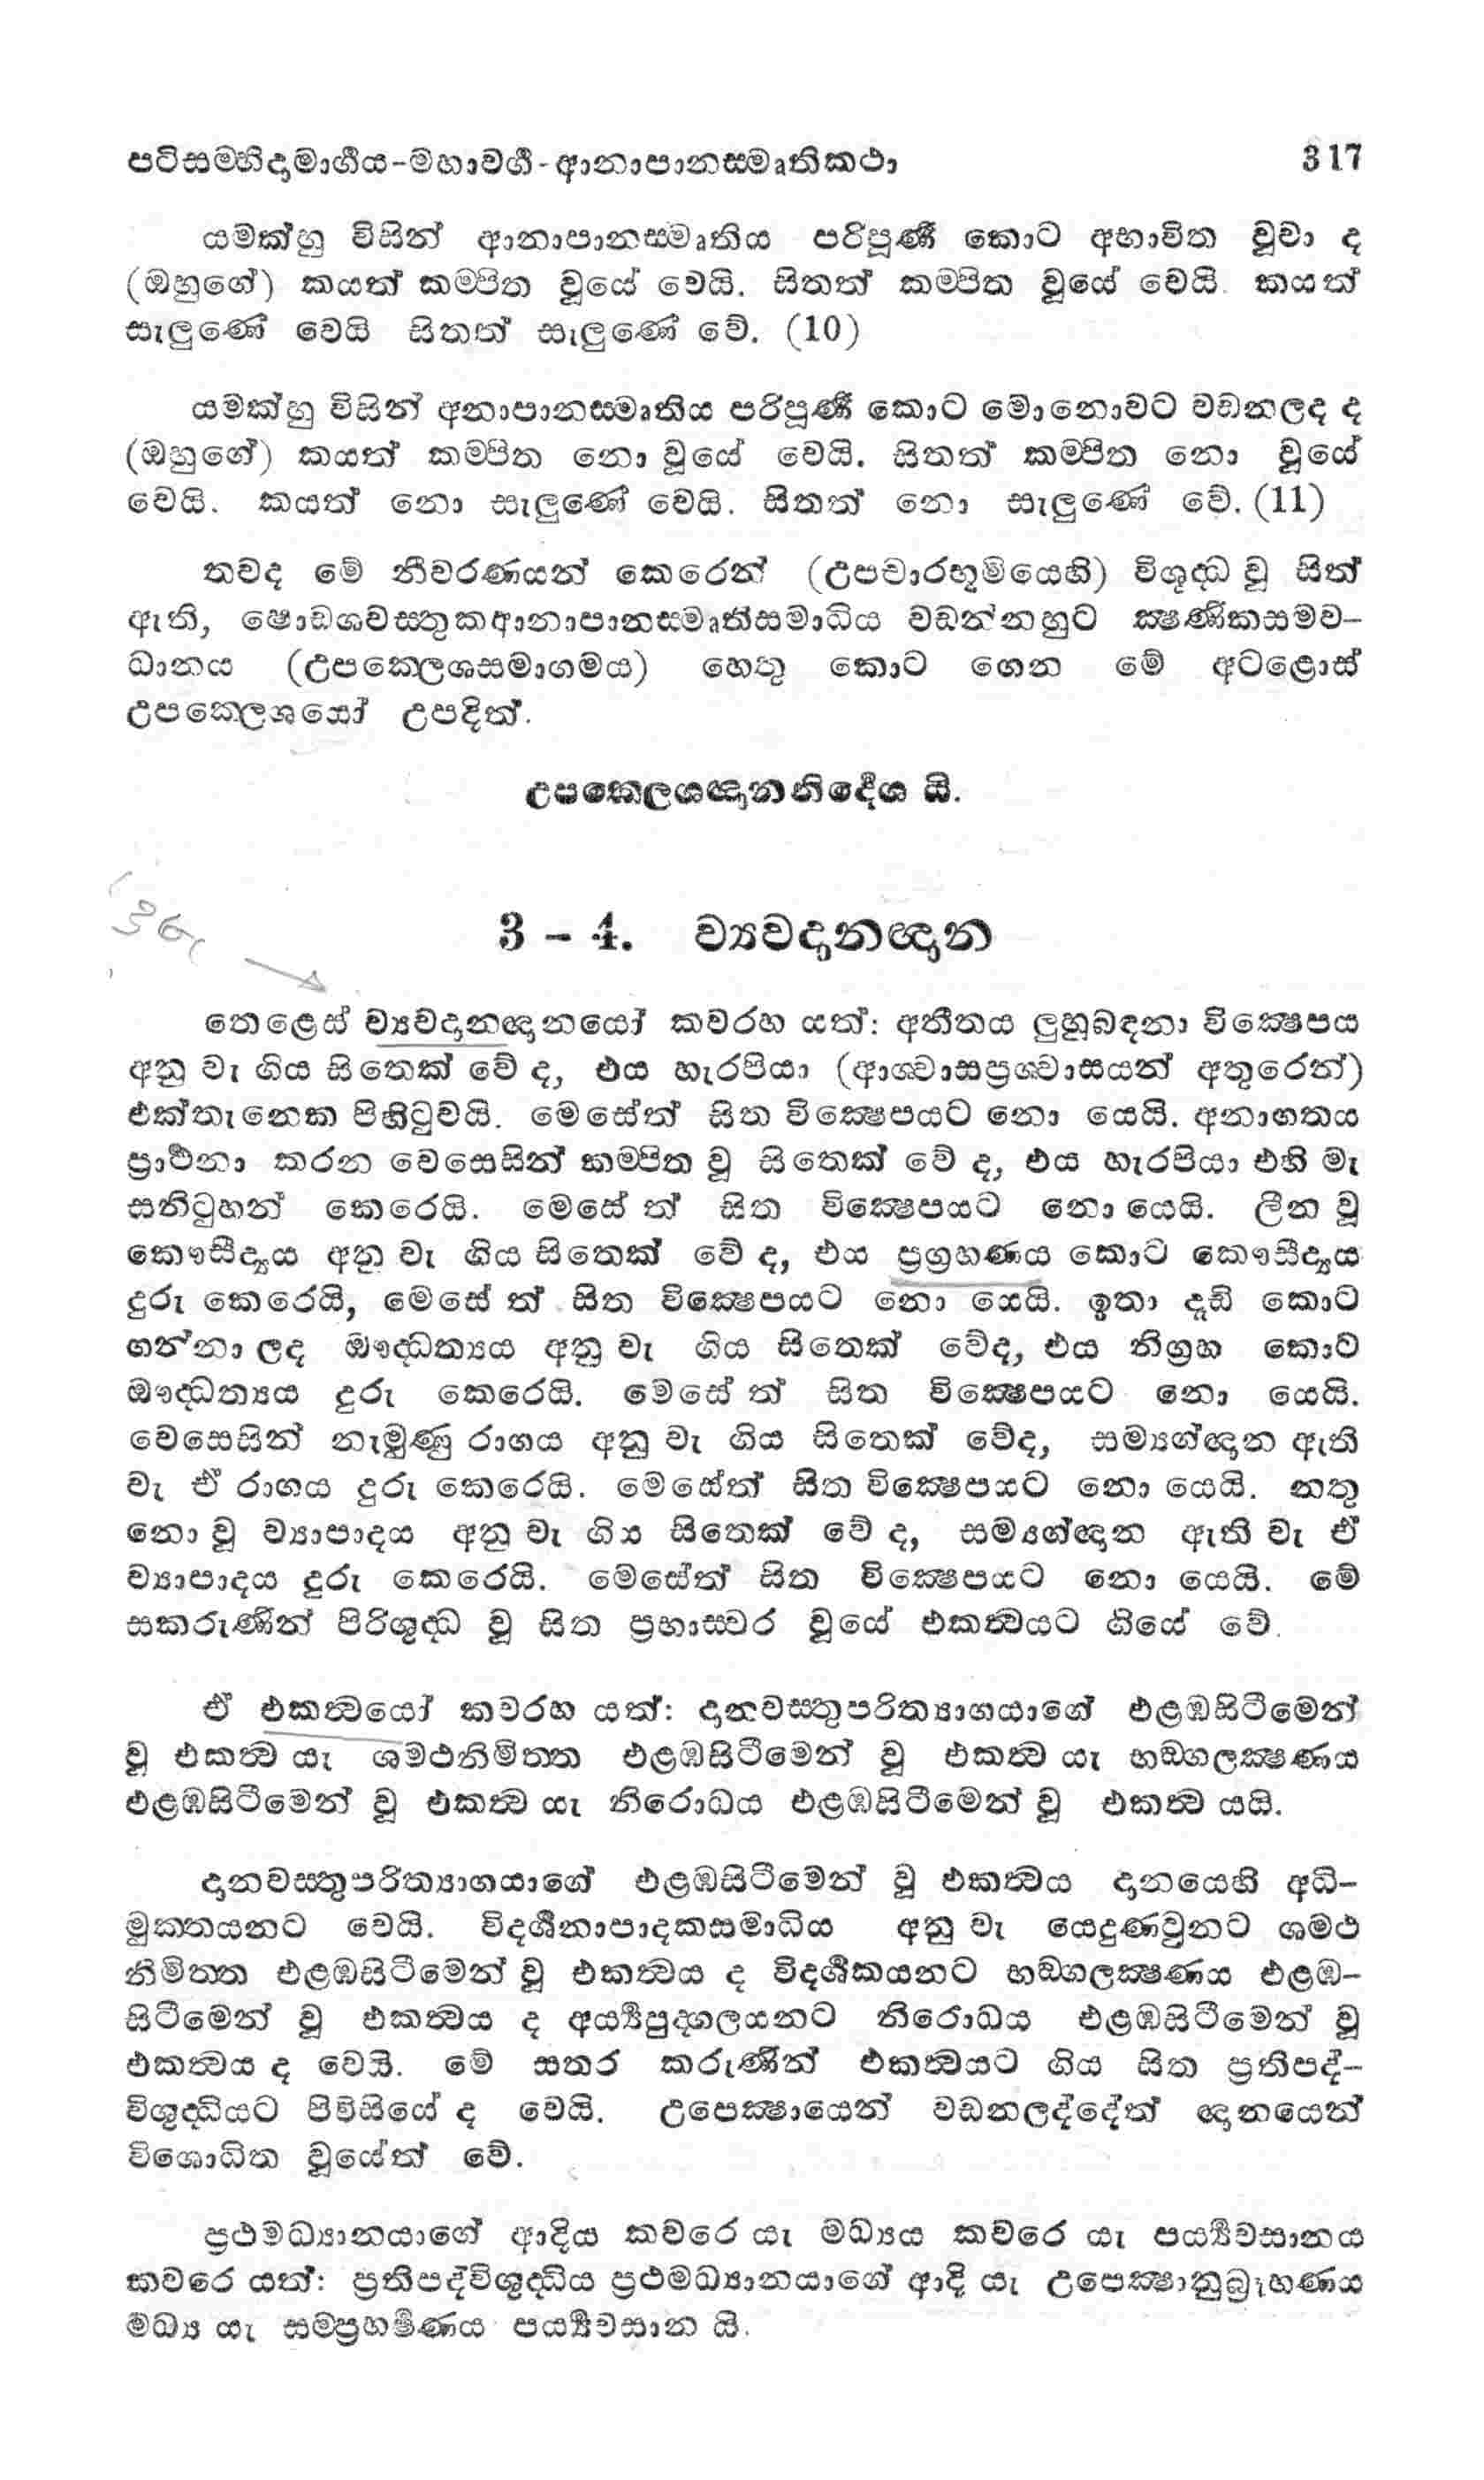 පටිසම්භිදාමාර්ගය-මහාවර්ග-ආනාපානස්මෘතිකථා 317
යමක්හු විසින් ආනාපානස්මෘතිය පරිපූර්ණ කොට අභාවිත වූවා ද
(ඔහුගේ) කයත් කම්පිත වූයේ වෙයි. සිතත් කම්පිත වූයේ වෙයි. කයත්
සැලුණේ වෙයි සිතත් සැලුණේ වේ. (10)
යමක්හු විසින් අනාපානස්මෘතිය පරිපූර්ණ කොට මොනොවට වඩනලද ද
(ඔහුගේ) කයත් කම්පිත නො වූයේ වෙයි. සිතත් කම්පිත නො වූයේ
වෙයි. කයත් නො සැලුණේ වෙයි. සිතත් නො සැලුණේ වේ. (11)
තවද මේ නීවරණයන් කෙරෙන් (උපචාරභූමියෙහි) විශුද්ධ වූ සිත්
ඇති, ෂොඩශවස්තුකආනාපානස්මෘතිසමාධිය වඩන්නහුට ක්ෂණිකසමව-
ධානය (උපක්ලෙශසමාගමය) හෙතු කොට ගෙන මේ අටළොස්
උපක්ලෙශයෝ උපදිත්.
උපක්ලෙශඥානනිර්දේශ යි.
3 - 4. ව්‍යවදානඥාන
තෙළෙස් ව්‍යවදානඥානයෝ කවරහ යත්: අතීතය ලුහුබඳනා වික්ෂෙපය
අනු වැ ගිය සිතෙක් වේ ද, එය හැරපියා (ආශ්වාසප්‍රශ්වාසයන් අතුරෙන්)
එක්තැනෙක පිහිටුවයි. මෙසේත් සිත වික්ෂෙපයට නො යෙයි. අනාගතය
ප්‍රාර්ථනා කරන වෙසෙසින් කම්පිත වූ සිතෙක් වේ ද, එය හැරපියා එහි මැ
සනිටුහන් කෙරෙයි. මෙසේ ත් සිත වික්ෂෙපයට නො යෙයි. ලීන වූ
කෞසීද්‍යය අනු වැ ගිය සිතෙක් වේ ද, එය ප්‍රග්‍රහණය කොට කෞසීද්‍යය
දුරු කෙරෙයි, මෙසේ ත් සිත වික්ෂෙපයට නො යෙයි. ඉතා දැඩි කොට
ගන්නා ලද ඖද්ධත්‍යය අනු වැ ගිය සිතෙක් වේද, එය නිග්‍රහ කොට
ඖද්ධත්‍යය දුරු කෙරෙයි. මෙසේ ත් සිත වික්ෂෙපයට නො යෙයි.
වෙසෙසින් නැමුණු රාගය අනු වැ ගිය සිතෙක් වේද, සම්‍යග්ඥාන ඇති
වැ ඒ රාගය දුරු කෙරෙයි. මෙසේත් සිත වික්ෂෙපයට නො යෙයි. නතු
නො වූ ව්‍යාපාදය අනු වැ ගිය සිතෙක් වේ ද, සම්‍යග්ඥාන ඇති වැ ඒ
ව්‍යාපාදය දුරු කෙරෙයි. මෙසේත් සිත වික්ෂෙපයට නො යෙයි. මේ
සකරුණින් පිරිශුද්ධ වූ සිත ප්‍රභාස්වර වූයේ එකත්වයට ගියේ වේ.
ඒ එකත්වයෝ කවරහ යත්: දානවස්තුපරිත්‍යාගයාගේ එළඹසිටීමෙන්
වූ එකත්ව යැ ශමථනිමිත්ත එළඹසිටීමෙන් වූ එකත්ව යැ භඞ්ගලක්ෂණය
එළඹසිටීමෙන් වූ එකත්ව යැ නිරොධය එළඹසිටීමෙන් වූ එකත්ව යයි.
දානවස්තුපරිත්‍යාගයාගේ එළඹසිටීමෙන් වූ එකත්වය දානයෙහි අධි-
මුක්තයනට වෙයි. විදර්ශනාපාදකසමාධිය අනු වැ යෙදුණවුනට ශමථ
නිමිත්ත එළඹසිටීමෙන් වූ එකත්වය ද විදර්ශකයනට භඞ්ගලක්ෂණය එළඹ-
සිටීමෙන් වූ එකත්වය ද අර්‍ය්‍යපුද්ගලයනට නිරොධය එළඹසිටීමෙන් වූ
එකත්වය ද වෙයි. මේ සතර කරුණින් එකත්වයට ගිය සිත ප්‍රතිපද්-
විශුද්ධියට පිවිසියේ ද වෙයි. උපෙක්ෂායෙන් වඩනලද්දේත් ඥානයෙන්
විශොධිත වූයේත් වේ.
ප්‍රථමධ්‍යානයාගේ ආදිය කවරෙ යැ මධ්‍යය කවරෙ යැ පර්‍ය්‍යවසානය
කවරෙ යත්: ප්‍රතිපද්විශුද්ධිය ප්‍රථමධ්‍යානයාගේ ආදි යැ උපෙක්ෂානුබ්‍රෑහණය
මධ්‍ය යැ සම්ප්‍රහර්ෂණය පර්‍ය්‍යවසාන යි.